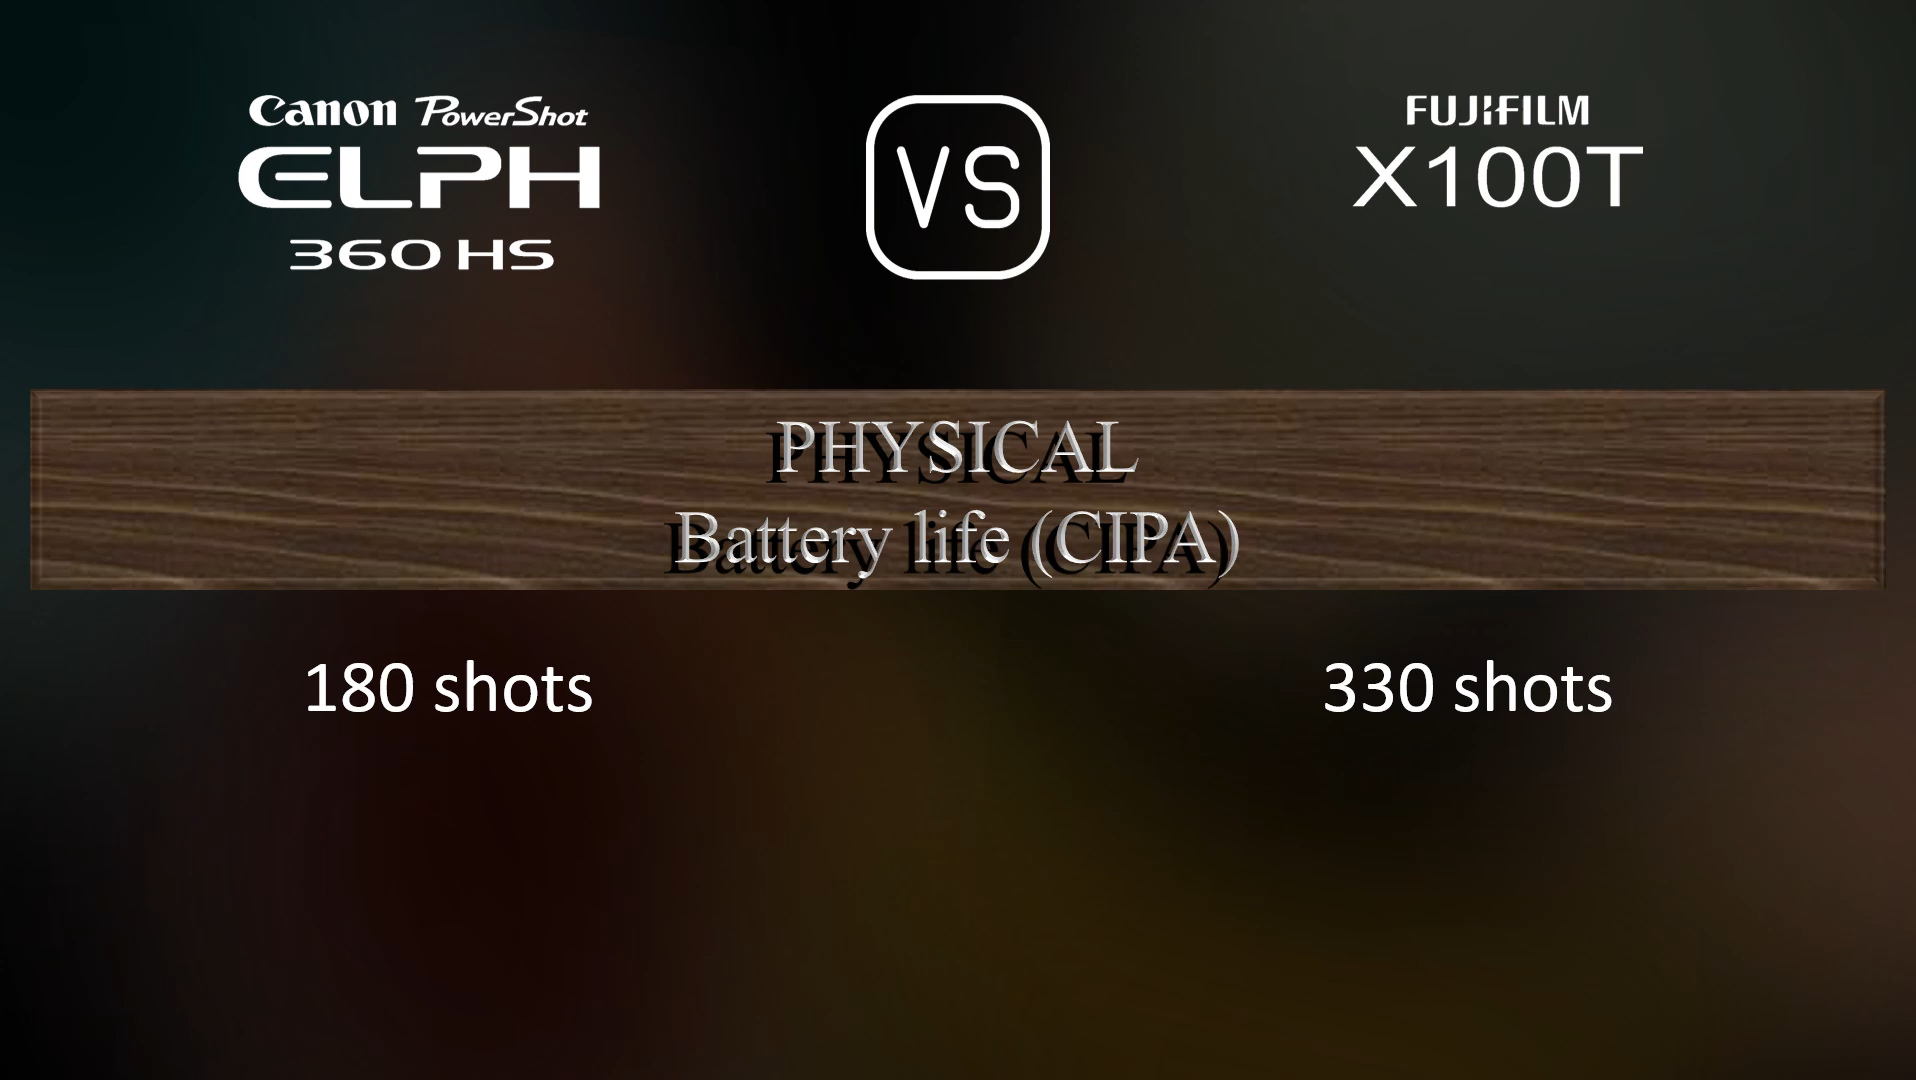 Canon PowerShot
ELPH
360 HS
VS
FUJIFILM
X100T
PHYSICAL
Battery life (CIPA)
180 shots
330 shots